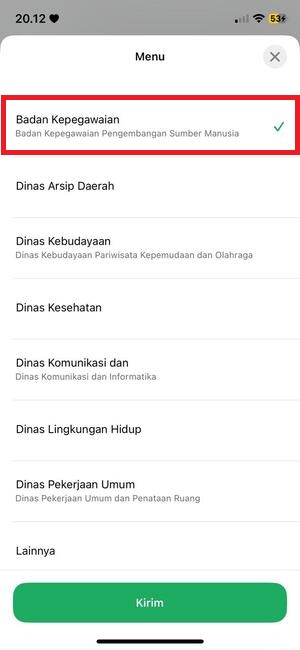 20.12
53
Menu
Badan Kepegawaian
Badan Kepegawaian Pengembangan Sumber Manusia
Dinas Arsip Daerah
Dinas Kebudayaan
Dinas Kebudayaan Pariwisata Kepemudaan dan Olahraga
Dinas Kesehatan
Dinas Komunikasi dan
Dinas Komunikasi dan Informatika
Dinas Lingkungan Hidup
Dinas Pekerjaan Umum
Dinas Pekerjaan Umum dan Penataan Ruang
Lainnya
Kirim